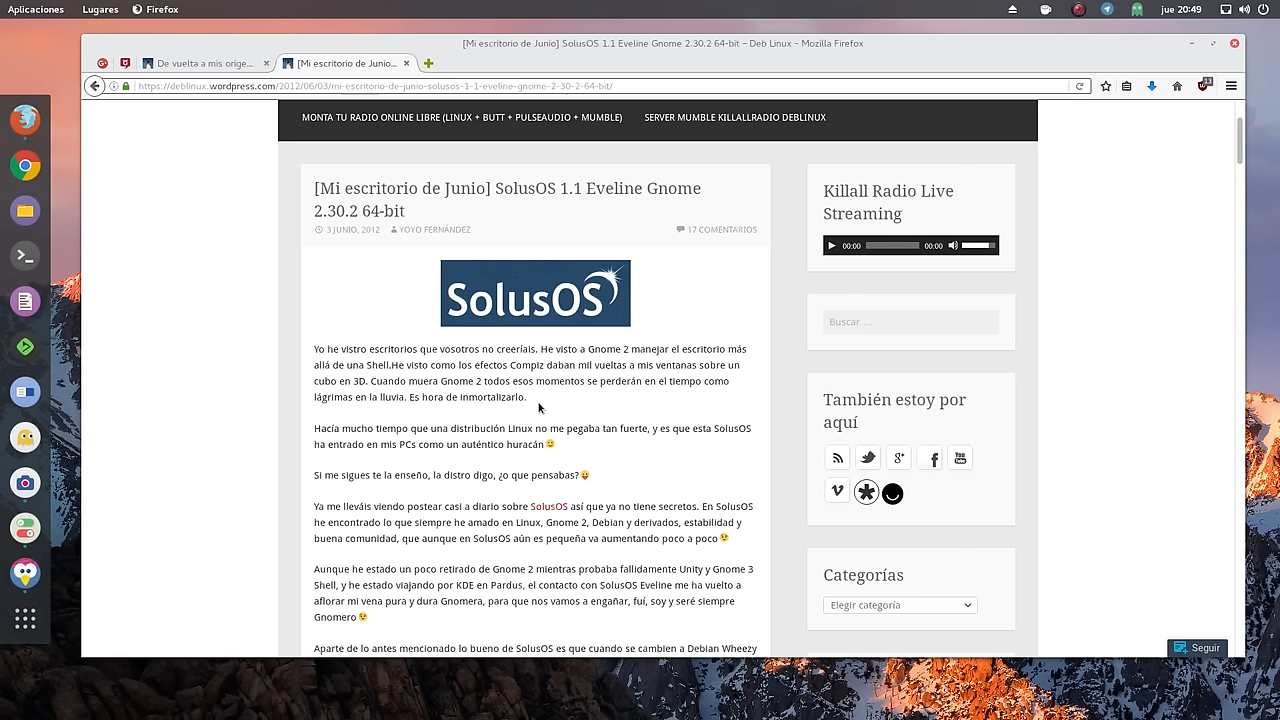 Aplicaciones Lugares Firefox jue 20:49
[Mi escritorio de Junio] SolusOS 1.1 Eveline Gnome 2.30.2 64-bit – Deb Linux - Mozilla Firefox
De vuelta a mis orige... [Mi escritorio de Junio...
https://deblinux.wordpress.com/2012/06/03/mi-escritorio-de-junio-solusos-1-1-eveline-gnome-2-30-2-64-bit/
13
MONTA TU RADIO ONLINE LIBRE (LINUX + BUTT + PULSEAUDIO + MUMBLE) SERVER MUMBLE KILLALLRADIO DEBLINUX
[Mi escritorio de Junio] SolusOS 1.1 Eveline Gnome
2.30.2 64-bit
3 JUNIO, 2012 YOYO FERNÁNDEZ 17 COMENTARIOS
SolusOS
Yo he vistro escritorios que vosotros no creeríais. He visto a Gnome 2 manejar el escritorio más
allá de una Shell.He visto como los efectos Compiz daban mil vueltas a mis ventanas sobre un
cubo en 3D. Cuando muera Gnome 2 todos esos momentos se perderán en el tiempo como
lágrimas en la lluvia. Es hora de inmortalizarlo.
Hacía mucho tiempo que una distribución Linux no me pegaba tan fuerte, y es que esta SolusOS
ha entrado en mis PCs como un auténtico huracán
Si me sigues te la enseño, la distro digo, ¿o que pensabas?
Ya me lleváis viendo postear casi a diario sobre SolusOS así que ya no tiene secretos. En SolusOS
he encontrado lo que siempre he amado en Linux, Gnome 2, Debian y derivados, estabilidad y
buena comunidad, que aunque en SolusOS aún es pequeña va aumentando poco a poco
Aunque he estado un poco retirado de Gnome 2 mientras probaba fallidamente Unity y Gnome 3
Shell, y he estado viajando por KDE en Pardus, el contacto con SolusOS Eveline me ha vuelto a
aflorar mi vena pura y dura Gnomera, para que nos vamos a engañar, fuí, soy y seré siempre
Gnomero
Aparte de lo antes mencionado lo bueno de SolusOS es que cuando se cambien a Debian Wheezy
Killall Radio Live
Streaming
00:00 00:00
Buscar …
También estoy por
aquí
g+
f
You Tube
Categorías
Elegir categoría
Seguir